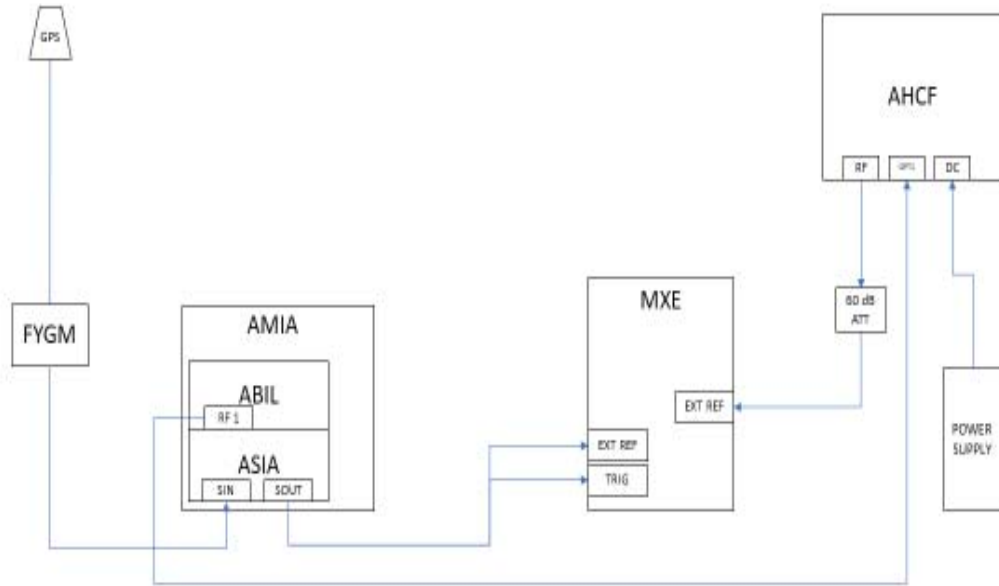 GPS
AHCF
RF
DC
MXE
60 dB
ATT
FYGM
AMIA
ABIL
RF 1
EXT REF
POWER
SUPPLY
EXT REF
ASIA
TRIG
SIN
SOUT